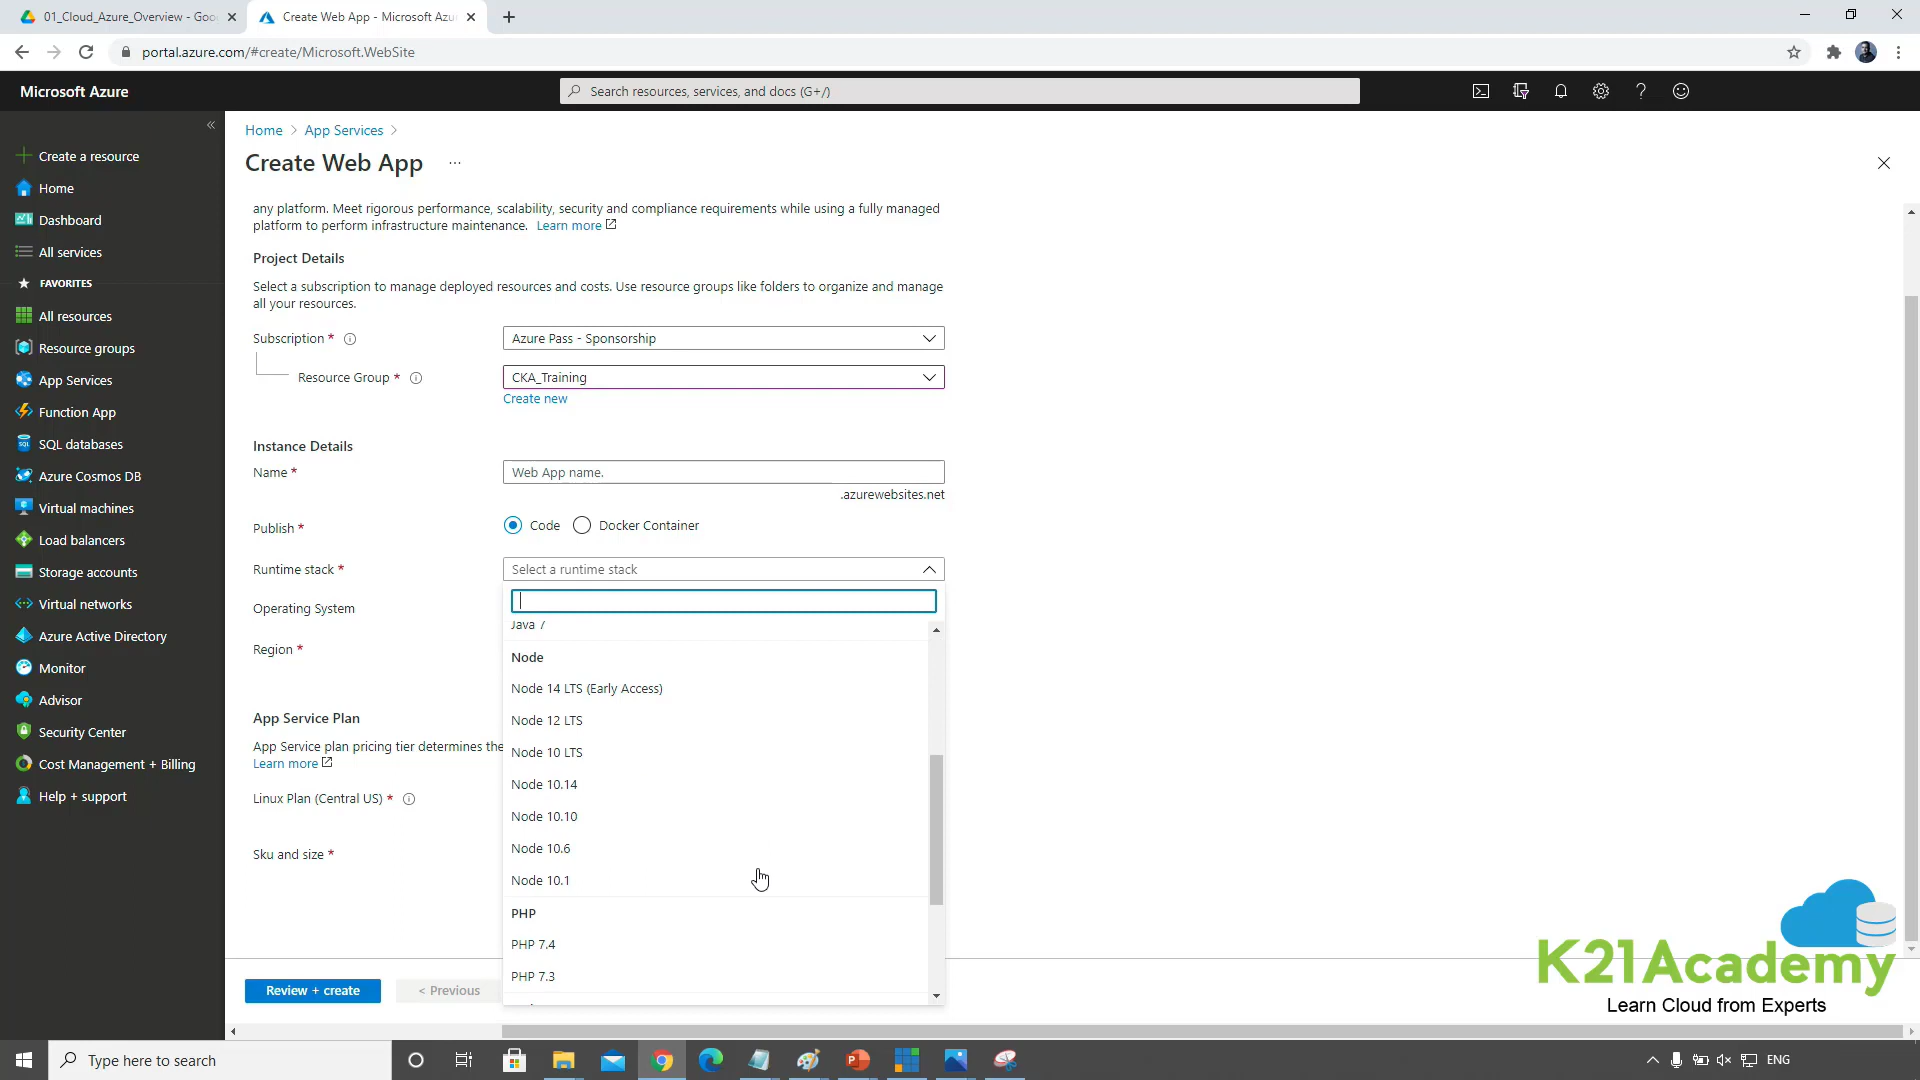 01_Cloud_Azure_Overview - Goo
Create Web App - Microsoft Azu
portal.azure.com/#create/Microsoft.WebSite
Microsoft Azure
Search resources, services, and docs (G+/)
Create a resource
Home
Dashboard
All services
FAVORITES
All resources
Resource groups
App Services
Function App
SQL databases
Azure Cosmos DB
Virtual machines
Load balancers
Storage accounts
Virtual networks
Azure Active Directory
Monitor
Advisor
Security Center
Cost Management + Billing
Help + support
Home > App Services >
Create Web App ...
any platform. Meet rigorous performance, scalability, security and compliance requirements while using a fully managed
platform to perform infrastructure maintenance. Learn more
Project Details
Select a subscription to manage deployed resources and costs. Use resource groups like folders to organize and manage
all your resources.
Subscription *
Azure Pass - Sponsorship
Resource Group *
CKA_Training
Create new
Instance Details
Name *
Web App name.
.azurewebsites.net
Publish *
Code
Docker Container
Runtime stack *
Select a runtime stack
Operating System
Region *
Java 7
Node
Node 14 LTS (Early Access)
Node 12 LTS
Node 10 LTS
Node 10.14
Node 10.10
Node 10.6
Node 10.1
PHP
PHP 7.4
PHP 7.3
App Service Plan
App Service plan pricing tier determines the
Learn more
Linux Plan (Central US) *
Sku and size *
Review + create
< Previous
K21Academy
Learn Cloud from Experts
Type here to search
ENG